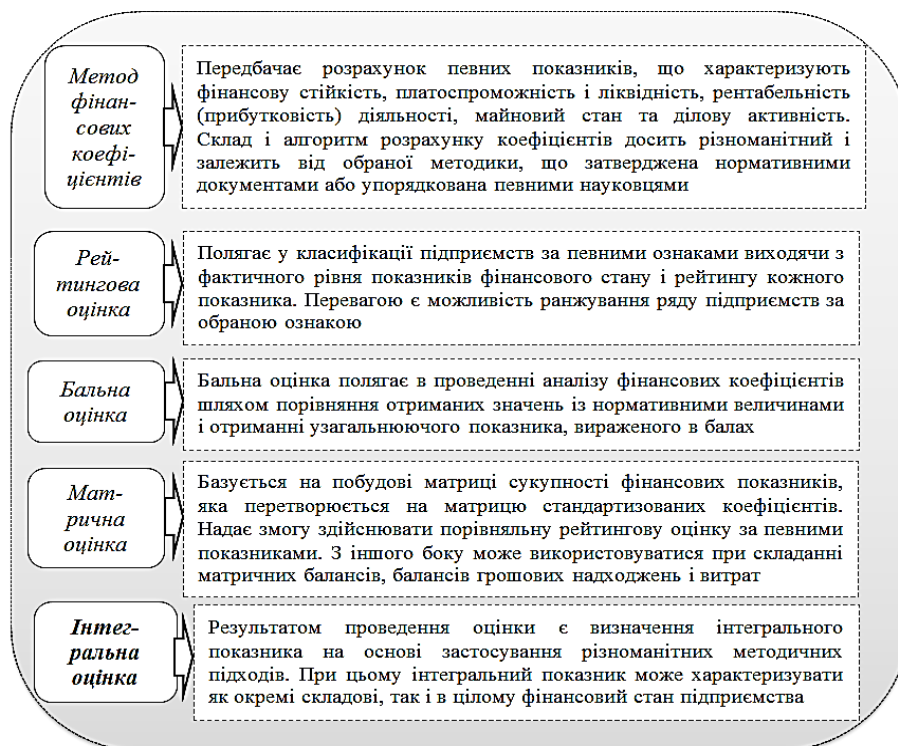 Метод
фінан-
сових
коефі-
цієнтів
Передбачає розрахунок певних показників, що характеризують
фінансову стійкість, платоспроможність і ліквідність, рентабельність
(прибутковість) діяльності, майновий стан та ділову активність.
Склад і алгоритм розрахунку коефіцієнтів досить різноманітний і
залежить від обраної методики, що затверджена нормативними
документами або упорядкована певними науковцями
Рей-
тингова
оцінка
Полягає у класифікації підприємств за певними ознаками виходячи з
фактичного рівня показників фінансового стану і рейтингу кожного
показника. Перевагою є можливість ранжування ряду підприємств за
обраною ознакою
Бальна
оцінка
Бальна оцінка полягає в проведенні аналізу фінансових коефіцієнтів
шляхом порівняння отриманих значень із нормативними величинами
і отриманні узагальнюючого показника, вираженого в балах
Мат-
рична
оцінка
Базується на побудові матриці сукупності фінансових показників,
яка перетворюється на матрицю стандартизованих коефіцієнтів.
Надає змогу здійснювати порівняльну рейтингову оцінку за певними
показниками. З іншого боку може використовуватися при складанні
матричних балансів, балансів грошових надходжень і витрат
Інтег-
ральна
оцінка
Результатом проведення оцінки є визначення інтегрального
показника на основі застосування різноманітних методичних
підходів. При цьому інтегральний показник може характеризувати
як окремі складові, так і в цілому фінансовий стан підприємства